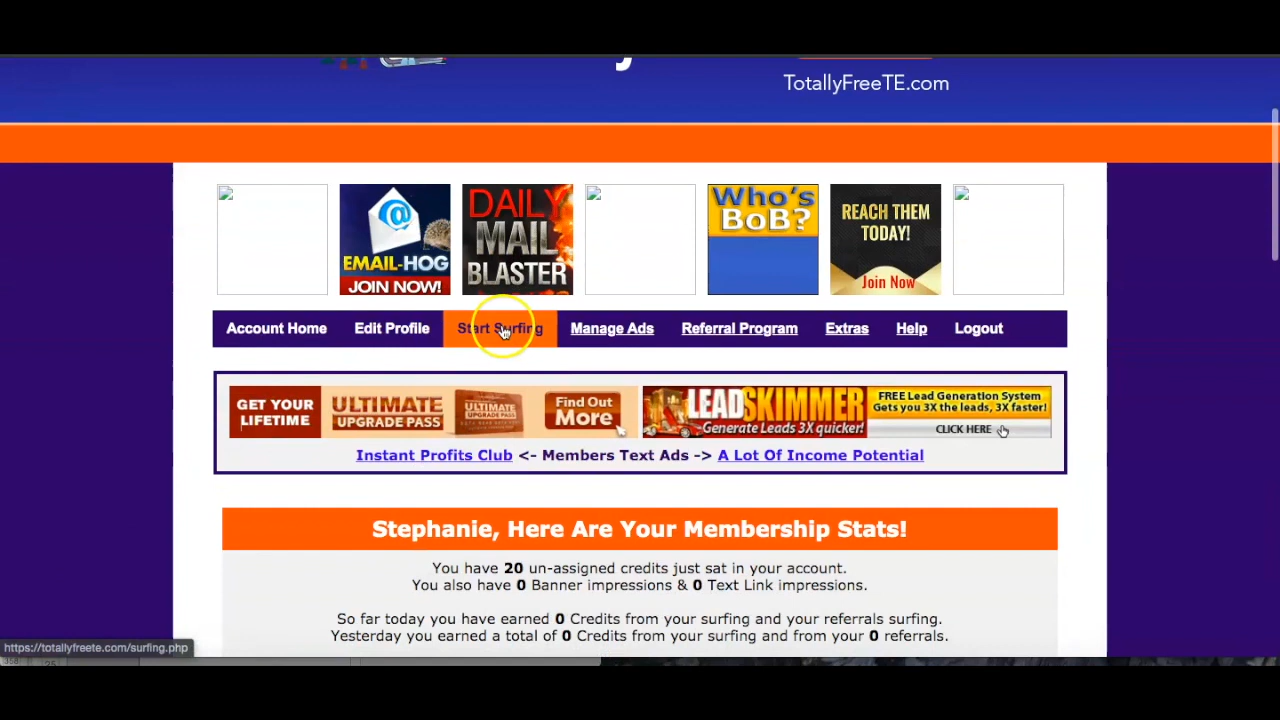 TotallyFreeTE.com
EMAIL-HOG
JOIN NOW!
DAILY
MAIL
BLASTER
Who's
BoB?
REACH THEM
TODAY!
Join Now
Account Home Edit Profile Start Surfing Manage Ads Referral Program Extras Help Logout
GET YOUR
LIFETIME
ULTIMATE
UPGRADE PASS
ULTIMATE
UPGRADE PASS
Find Out
More
LEADSKIMMER
Generate Leads 3X quicker!
FREE Lead Generation System
Gets you 3X the leads, 3X faster!
CLICK HERE
Instant Profits Club <- Members Text Ads -> A Lot Of Income Potential
Stephanie, Here Are Your Membership Stats!
You have 20 un-assigned credits just sat in your account.
You also have 0 Banner impressions & 0 Text Link impressions.
So far today you have earned 0 Credits from your surfing and your referrals surfing.
Yesterday you earned a total of 0 Credits from your surfing and from your 0 referrals.
https://totallyfreete.com/surfing.php